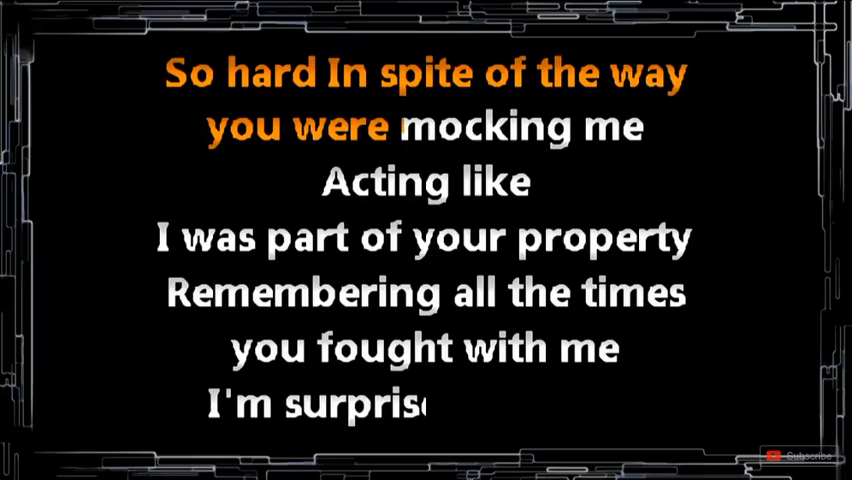 So hard In spite of the way
you were mocking me
Acting like
I was part of your property
Remembering all the times
you fought with me
I'm surpris
Subscribe